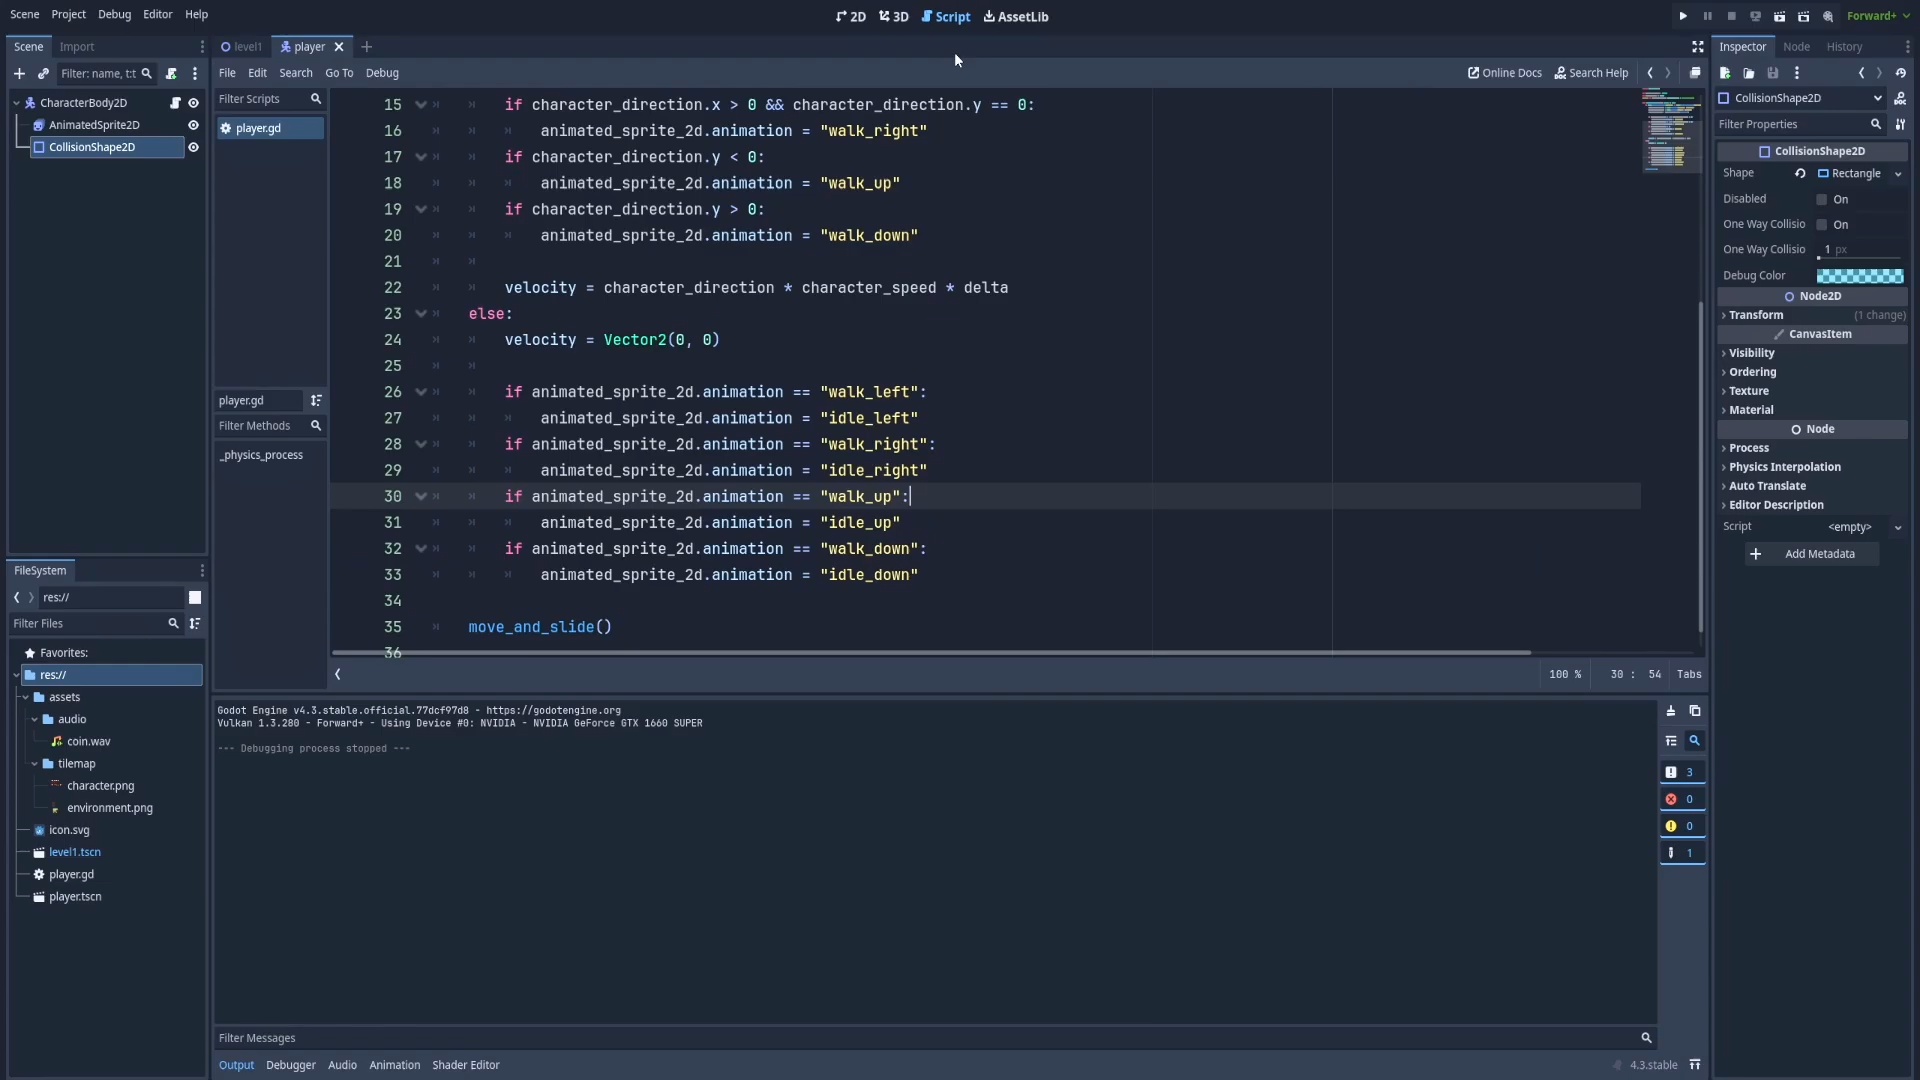 Scene Project Debug Editor Help
2D 3D Script AssetLib
Forward+
Scene Import
level1 player
Inspector Node History
Filter: name, t:t
File Edit Search Go To Debug
Online Docs Search Help
CharacterBody2D
AnimatedSprite2D
CollisionShape2D
Filter Scripts
player.gd
player.gd
Filter Methods
_physics_process
15 if character_direction.x > 0 && character_direction.y == 0:
16 animated_sprite_2d.animation = "walk_right"
17 if character_direction.y < 0:
18 animated_sprite_2d.animation = "walk_up"
19 if character_direction.y > 0:
20 animated_sprite_2d.animation = "walk_down"
21
22 velocity = character_direction * character_speed * delta
23 else:
24 velocity = Vector2(0, 0)
25
26 if animated_sprite_2d.animation == "walk_left":
27 animated_sprite_2d.animation = "idle_left"
28 if animated_sprite_2d.animation == "walk_right":
29 animated_sprite_2d.animation = "idle_right"
30 if animated_sprite_2d.animation == "walk_up":
31 animated_sprite_2d.animation = "idle_up"
32 if animated_sprite_2d.animation == "walk_down":
33 animated_sprite_2d.animation = "idle_down"
34
35 move_and_slide()
36
100 % 30 : 54 Tabs
CollisionShape2D
Filter Properties
CollisionShape2D
Shape Rectangle
Disabled On
One Way Collisio On
One Way Collisio 1 px
Debug Color
Node2D
Transform (1 change)
CanvasItem
Visibility
Ordering
Texture
Material
Node
Process
Physics Interpolation
Auto Translate
Editor Description
Script <empty>
Add Metadata
FileSystem
res://
Filter Files
Favorites:
res://
assets
audio
coin.wav
tilemap
character.png
environment.png
icon.svg
level1.tscn
player.gd
player.tscn
Godot Engine v4.3.stable.official.77dcf97d8 - https://godotengine.org
Vulkan 1.3.280 - Forward+ - Using Device #0: NVIDIA - NVIDIA GeForce GTX 1660 SUPER
--- Debugging process stopped ---
3
0
0
1
Filter Messages
Output Debugger Audio Animation Shader Editor
4.3.stable